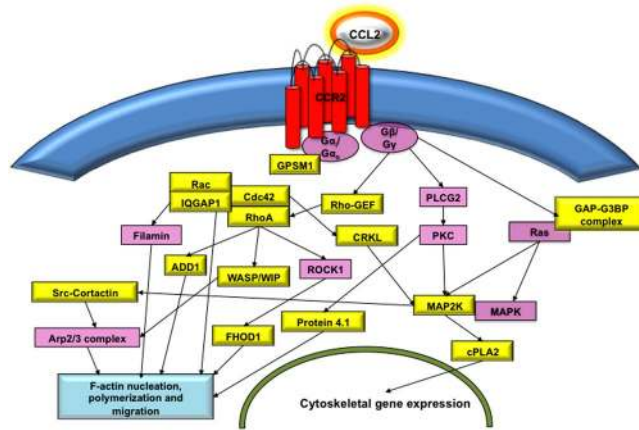 CCL2
CCR2
Gα/
Gαq
Gβ/
Gγ
GPSM1
Rac
IQGAP1
Cdc42
RhoA
Rho-GEF
PLCG2
GAP-G3BP
complex
Ras
Filamin
CRKL
PKC
ADD1
WASP/WIP
ROCK1
Src-Cortactin
MAP2K
MAPK
Arp2/3 complex
FHOD1
Protein 4.1
cPLA2
F-actin nucleation,
polymerization and
migration
Cytoskeletal gene expression